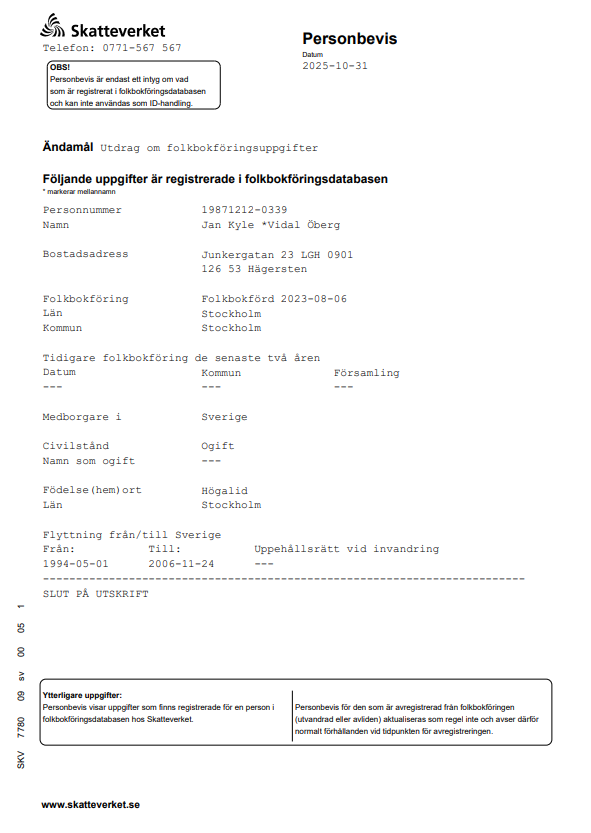 Skatteverket
Telefon: 0771-567 567
Personbevis
Datum
2025-10-31
OBS!
Personbevis är endast ett intyg om vad
som är registrerat i folkbokföringsdatabasen
och kan inte användas som ID-handling.
Ändamål Utdrag om folkbokföringsuppgifter
Följande uppgifter är registrerade i folkbokföringsdatabasen
* markerar mellannamn
Personnummer 19871212-0339
Namn Jan Kyle *Vidal Öberg
Bostadsadress Junkergatan 23 LGH 0901
126 53 Hägersten
Folkbokföring Folkbokförd 2023-08-06
Län Stockholm
Kommun Stockholm
Tidigare folkbokföring de senaste två åren
Datum Kommun Församling
--- --- ---
Medborgare i Sverige
Civilstånd Ogift
Namn som ogift ---
Födelse(hem)ort Högalid
Län Stockholm
Flyttning från/till Sverige
Från: Till: Uppehållsrätt vid invandring
1994-05-01 2006-11-24 ---
-------------------------------------------------------------------------
SLUT PÅ UTSKRIFT
SKV 7780 09 sv 00 05 1
Ytterligare uppgifter:
Personbevis visar uppgifter som finns registrerade för en person i
folkbokföringsdatabasen hos Skatteverket.
Personbevis för den som är avregistrerad från folkbokföringen
(utvandrad eller avliden) aktualiseras som regel inte och avser därför
normalt förhållanden vid tidpunkten för avregistreringen.
www.skatteverket.se